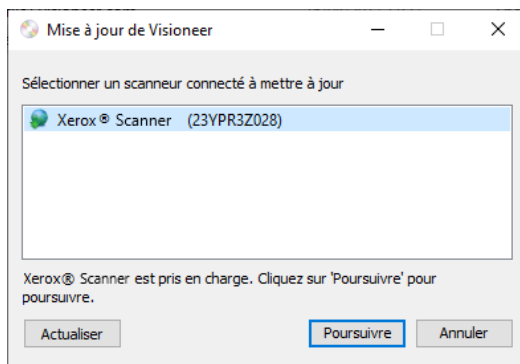 Mise à jour de Visioneer
Sélectionner un scanneur connecté à mettre à jour
Xerox® Scanner (23YPR3Z028)
Xerox® Scanner est pris en charge. Cliquez sur 'Poursuivre' pour
poursuivre.
Actualiser Poursuivre Annuler